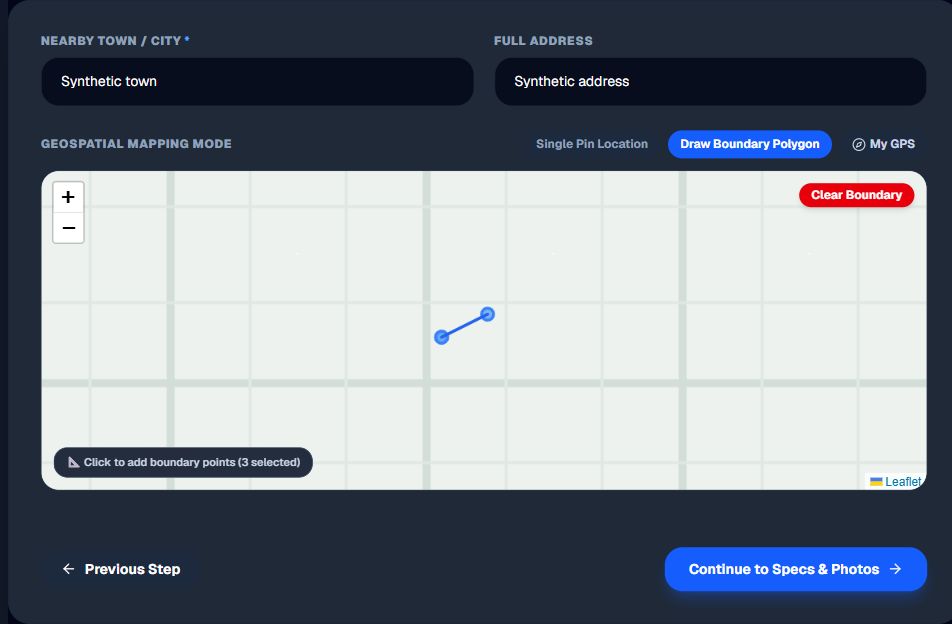 NEARBY TOWN / CITY *
FULL ADDRESS
Synthetic town
Synthetic address
GEOSPATIAL MAPPING MODE
Single Pin Location
Draw Boundary Polygon
My GPS
+
−
Clear Boundary
📐 Click to add boundary points (3 selected)
Leaflet
← Previous Step
Continue to Specs & Photos →